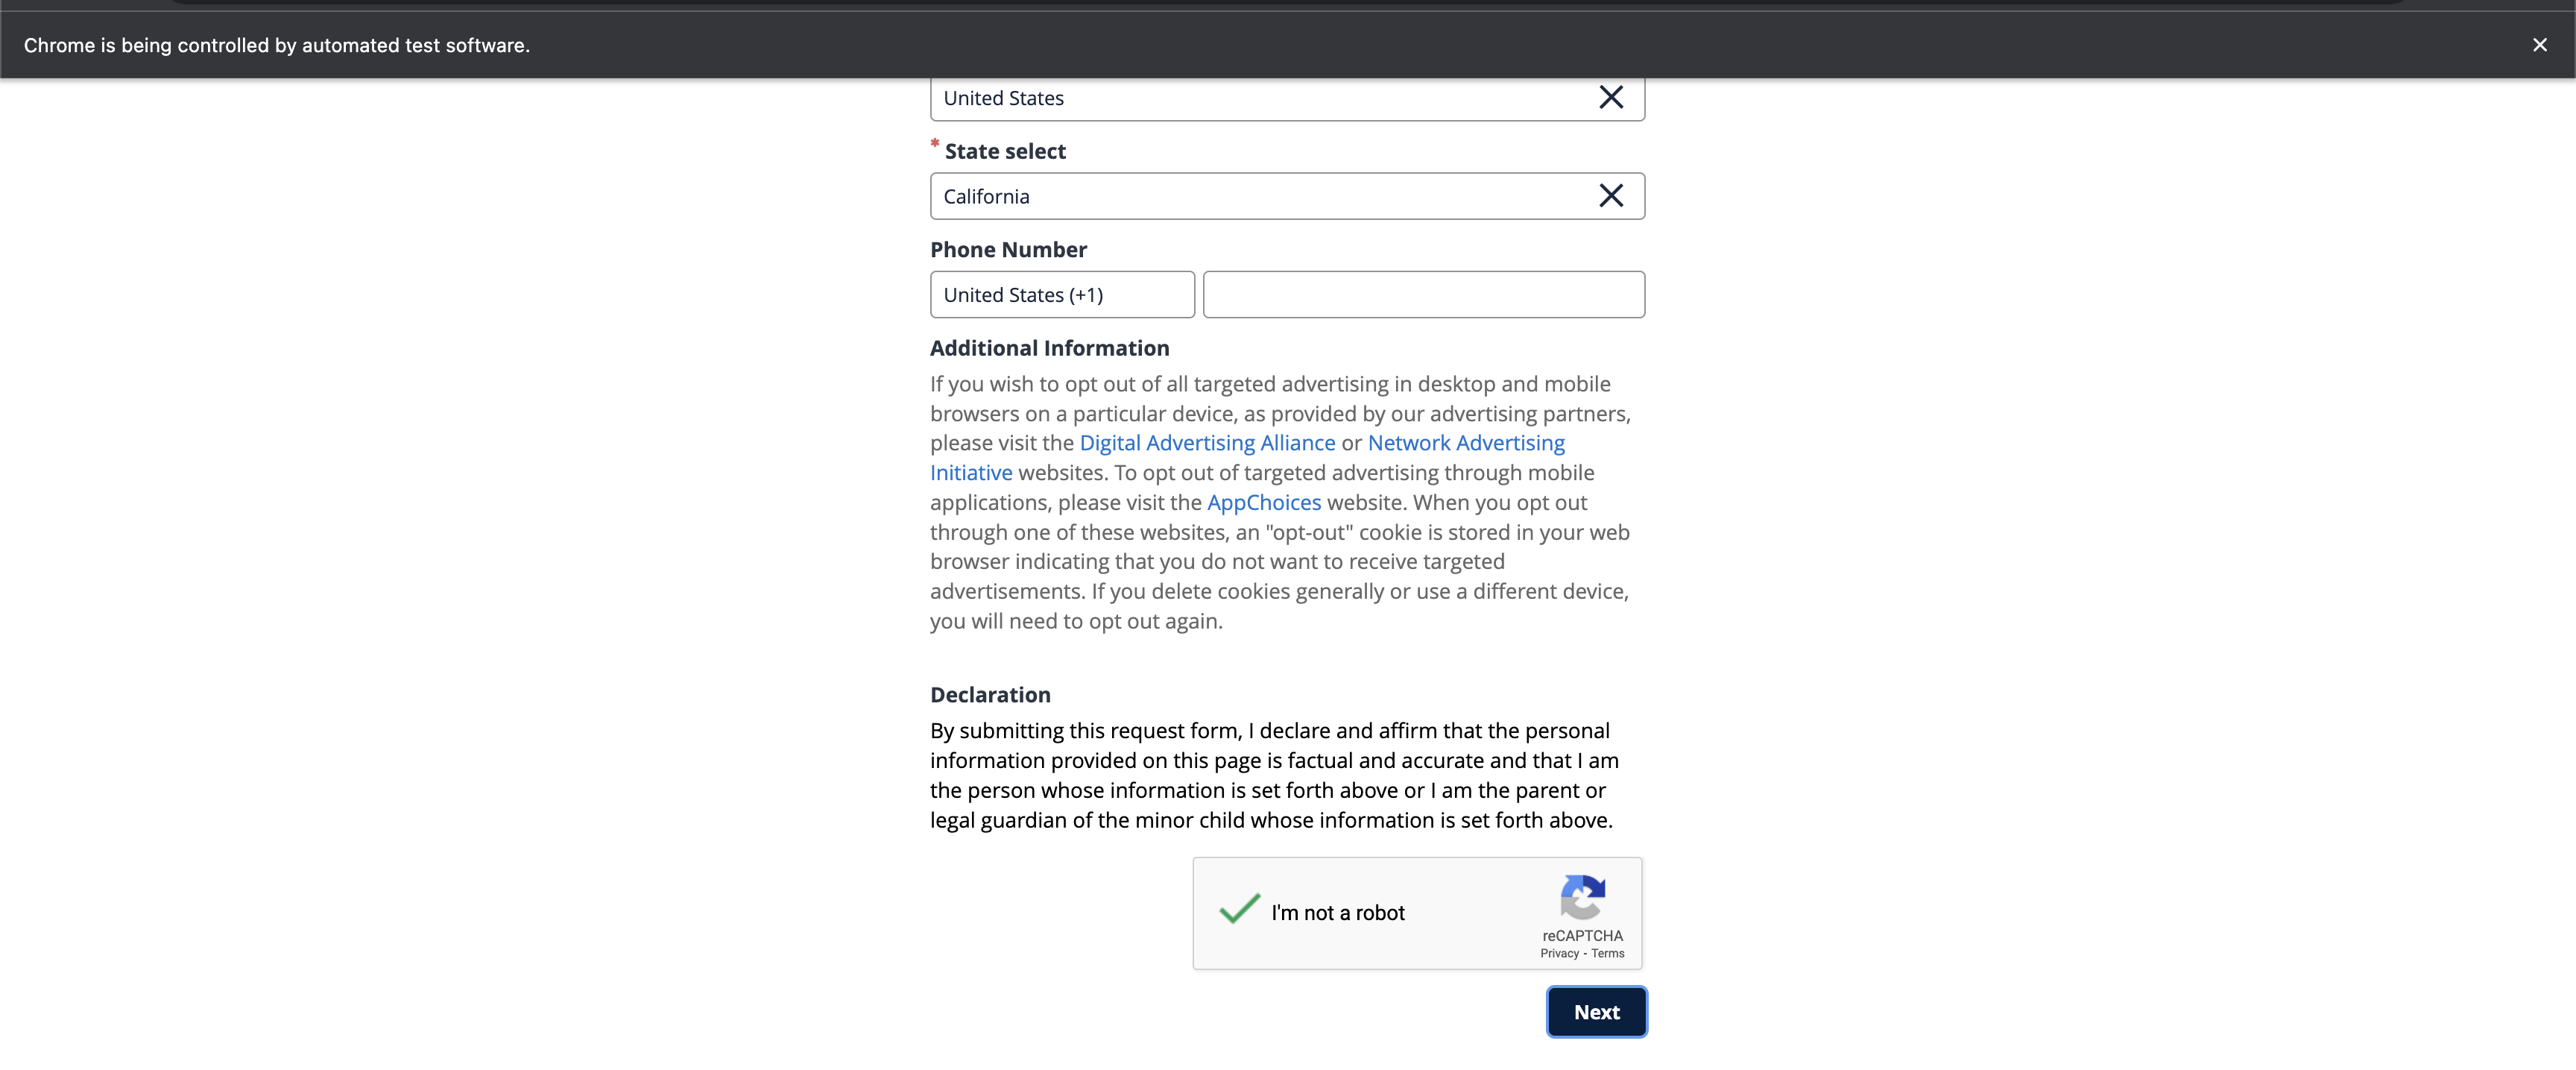 Chrome is being controlled by automated test software.
United States
* State select
California
Phone Number
United States (+1)
Additional Information
If you wish to opt out of all targeted advertising in desktop and mobile
browsers on a particular device, as provided by our advertising partners,
please visit the Digital Advertising Alliance or Network Advertising
Initiative websites. To opt out of targeted advertising through mobile
applications, please visit the AppChoices website. When you opt out
through one of these websites, an "opt-out" cookie is stored in your web
browser indicating that you do not want to receive targeted
advertisements. If you delete cookies generally or use a different device,
you will need to opt out again.
Declaration
By submitting this request form, I declare and affirm that the personal
information provided on this page is factual and accurate and that I am
the person whose information is set forth above or I am the parent or
legal guardian of the minor child whose information is set forth above.
I'm not a robot
reCAPTCHA
Privacy - Terms
Next